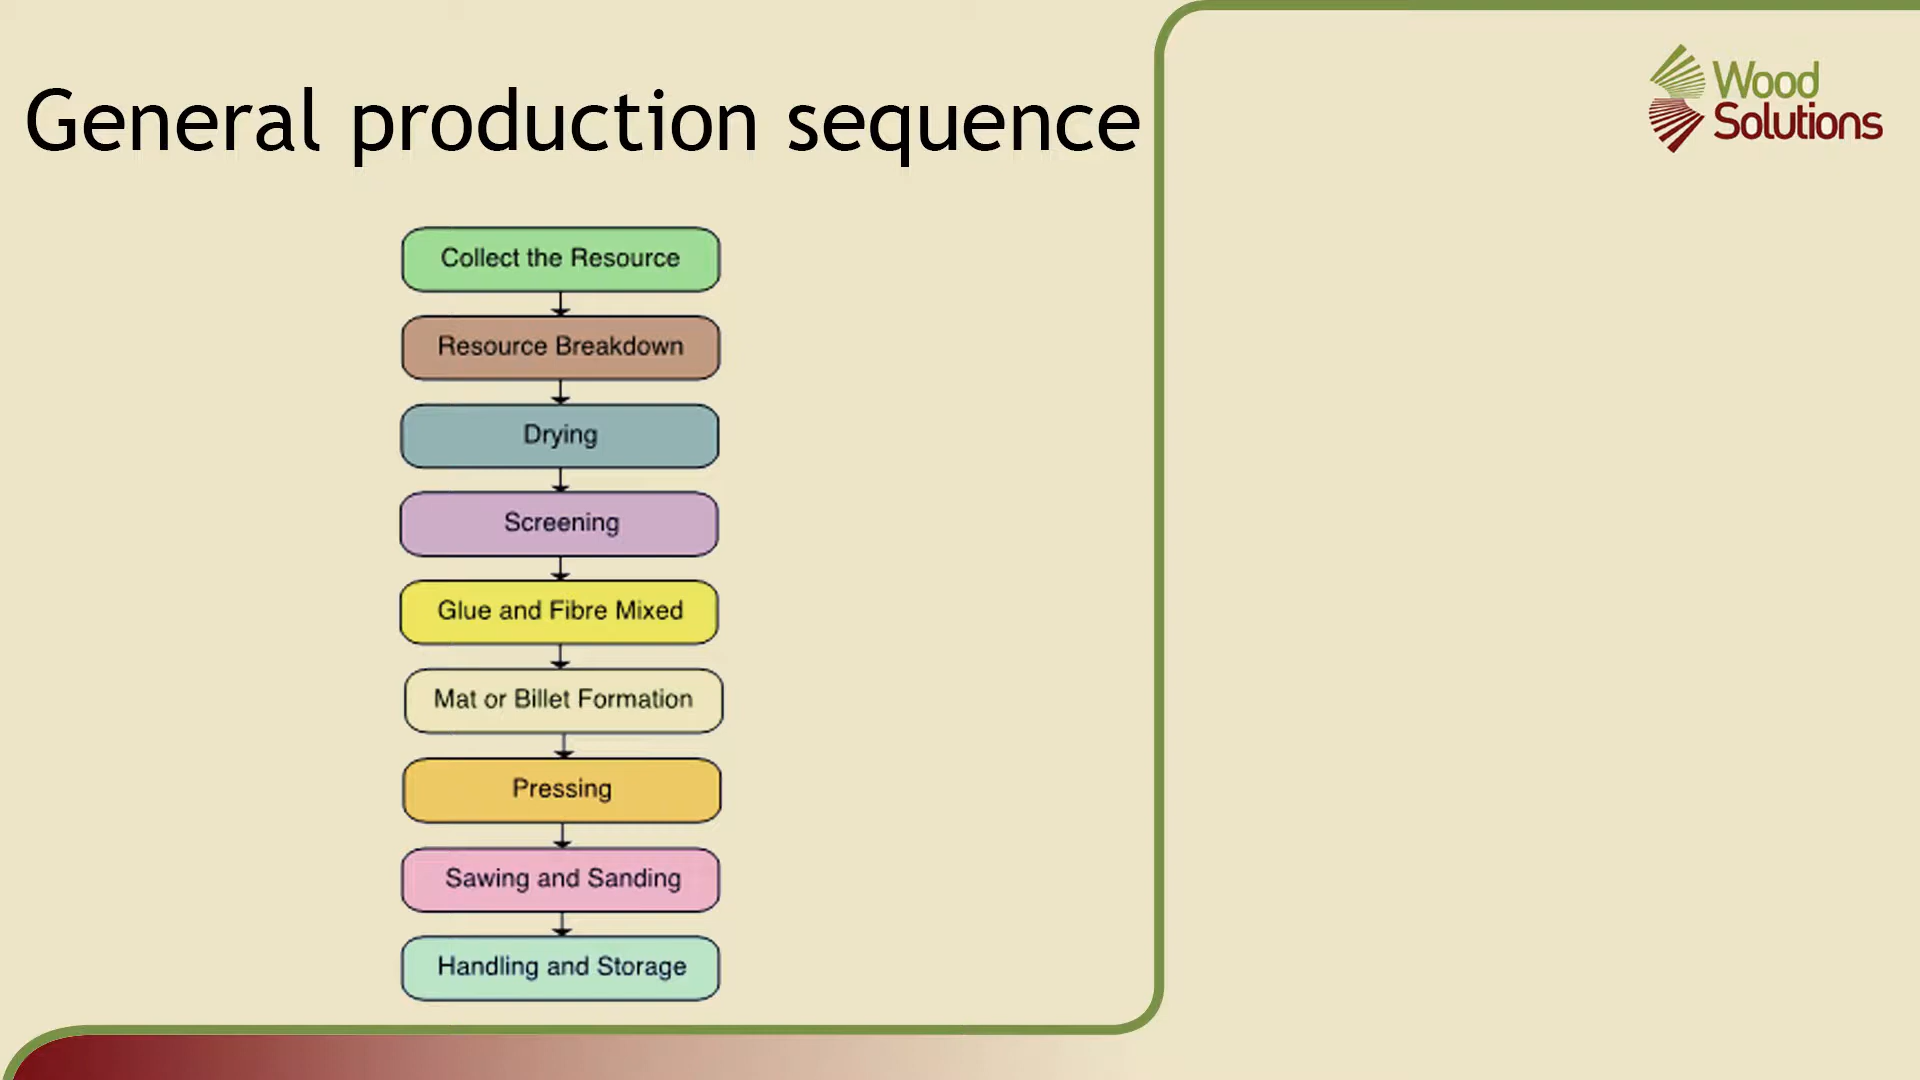 General production sequence
Wood
Solutions
Collect the Resource
Resource Breakdown
Drying
Screening
Glue and Fibre Mixed
Mat or Billet Formation
Pressing
Sawing and Sanding
Handling and Storage